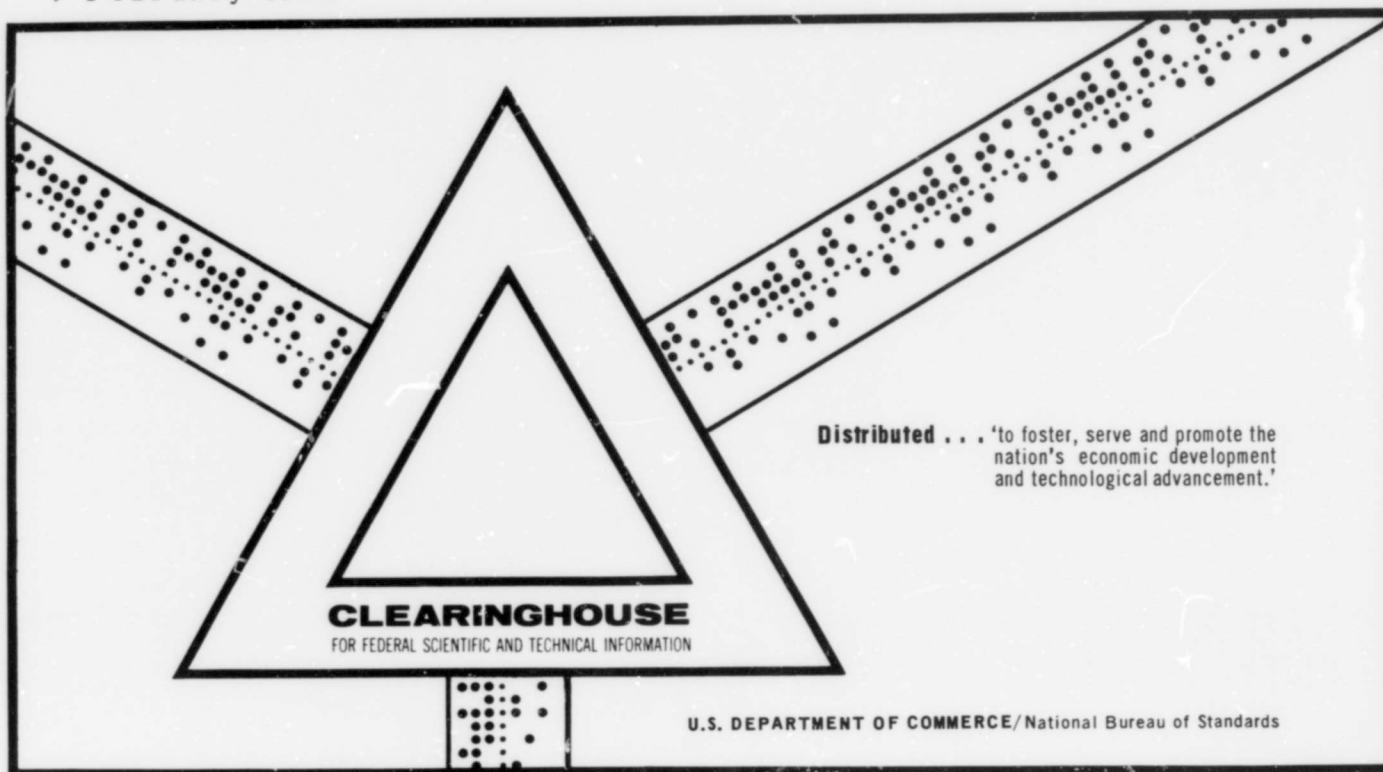 Distributed . . . 'to foster, serve and promote the
nation's economic development
and technological advancement.'
CLEARINGHOUSE
FOR FEDERAL SCIENTIFIC AND TECHNICAL INFORMATION
U.S. DEPARTMENT OF COMMERCE/National Bureau of Standards